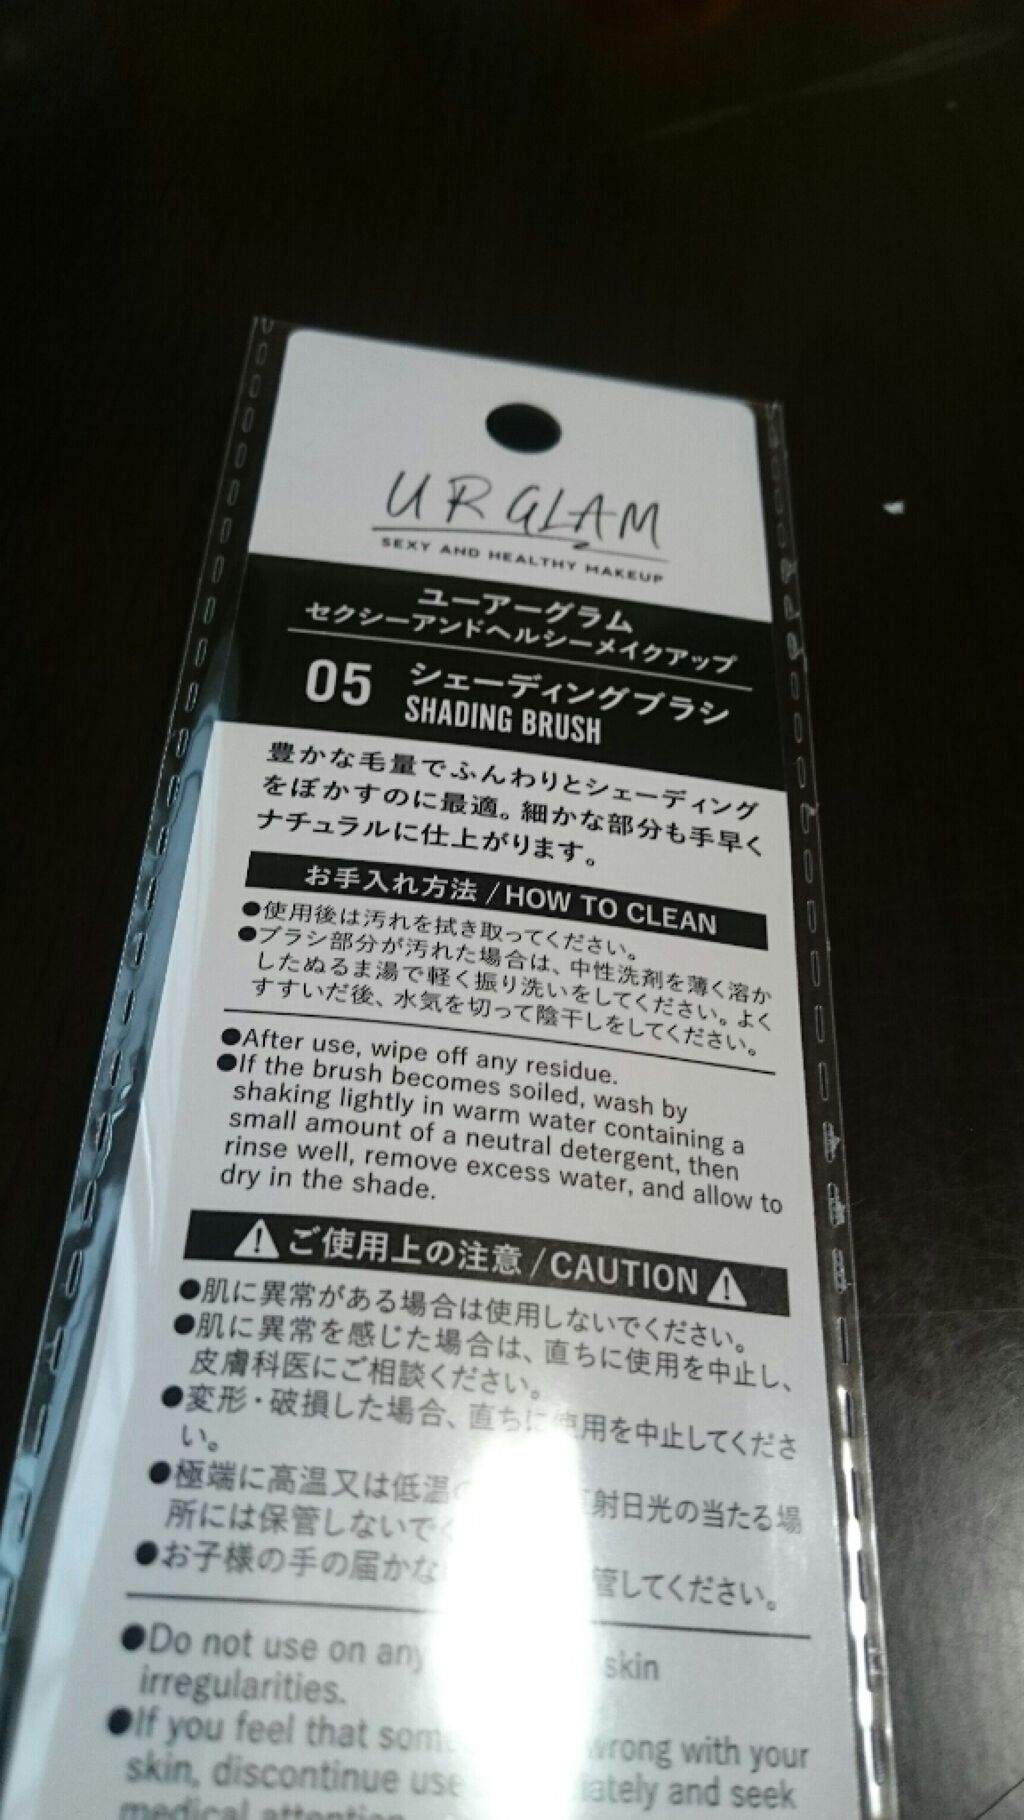 UR GLAM
SEXY AND HEALTHY MAKEUP
ユーアーグラム
セクシーアンドヘルシーメイクアップ
05 シェーディングブラシ
SHADING BRUSH
豊かな毛量でふんわりとシェーディング
をぼかすのに最適。細かな部分も手早く
ナチュラルに仕上がります。
お手入れ方法 / HOW TO CLEAN
●使用後は汚れを拭き取ってください。
●ブラシ部分が汚れた場合は、中性洗剤を薄く溶か
したぬるま湯で軽く振り洗いをしてください。よく
すすいだ後、水気を切って陰干しをしてください。
●After use, wipe off any residue.
●If the brush becomes soiled, wash by
shaking lightly in warm water containing a
small amount of a neutral detergent, then
rinse well, remove excess water, and allow to
dry in the shade.
⚠ご使用上の注意 / CAUTION⚠
●肌に異常がある場合は使用しないでください。
●肌に異常を感じた場合は、直ちに使用を中止し、
皮膚科医にご相談ください。
●変形・破損した場合、直ちに使用を中止してくださ
い。
●極端に高温又は低温 射日光の当たる場
所には保管しないで
●お子様の手の届かな 管してください。
●Do not use on any skin
irregularities.
●If you feel that wrong with your
skin, discontinue use and seek
medical attention.